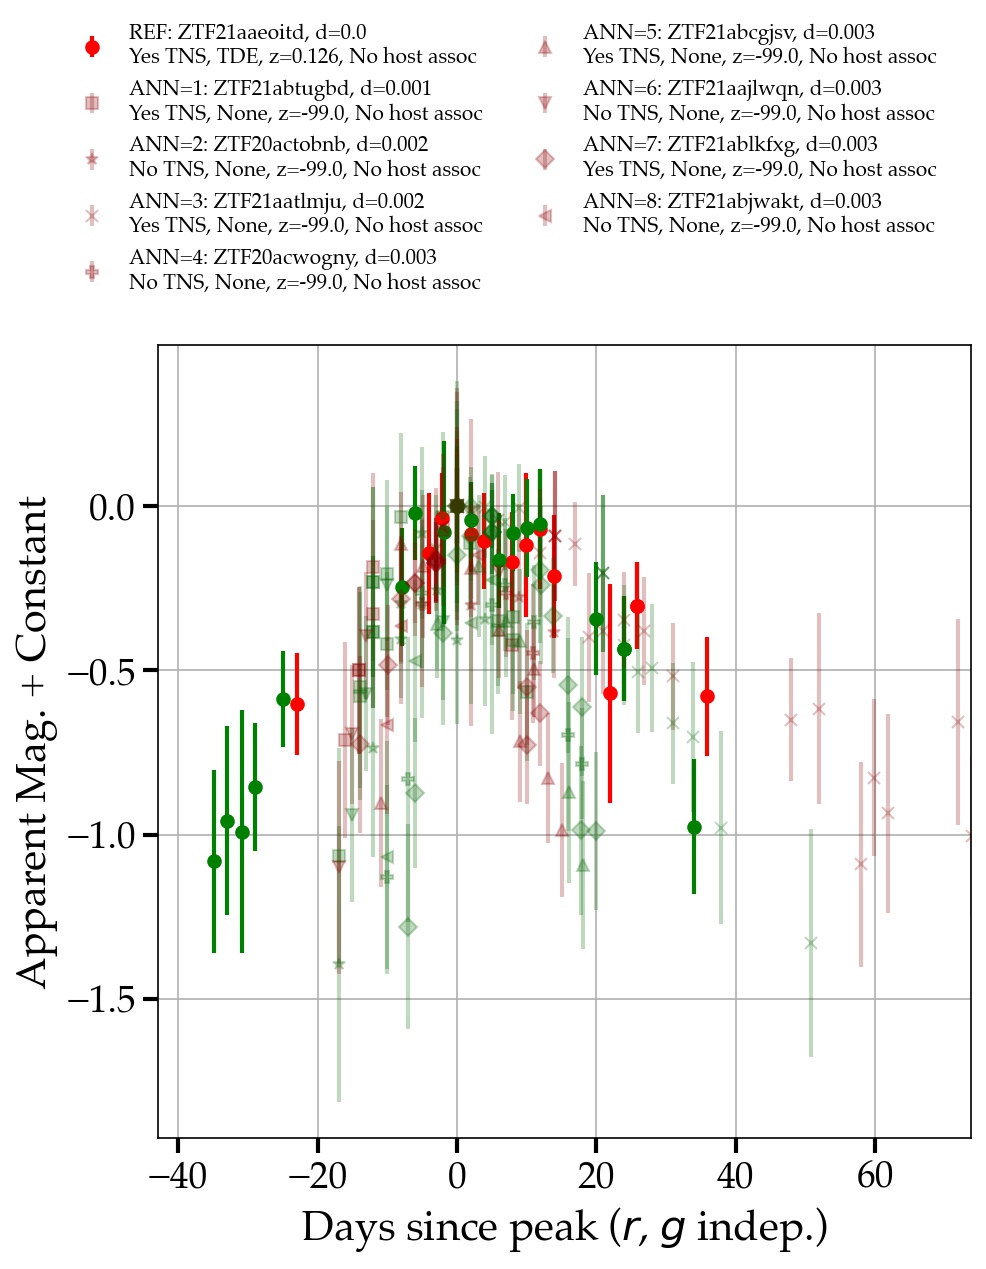 REF: ZTF21aaeoitd, d=0.0
Yes TNS, TDE, z=0.126, No host assoc
ANN=1: ZTF21abtugbd, d=0.001
Yes TNS, None, z=-99.0, No host assoc
ANN=2: ZTF20actobnb, d=0.002
No TNS, None, z=-99.0, No host assoc
ANN=3: ZTF21aatlmju, d=0.002
Yes TNS, None, z=-99.0, No host assoc
ANN=4: ZTF20acwogny, d=0.003
No TNS, None, z=-99.0, No host assoc
ANN=5: ZTF21abcgjsv, d=0.003
Yes TNS, None, z=-99.0, No host assoc
ANN=6: ZTF21aajlwqn, d=0.003
No TNS, None, z=-99.0, No host assoc
ANN=7: ZTF21ablkfxg, d=0.003
Yes TNS, None, z=-99.0, No host assoc
ANN=8: ZTF21abjwakt, d=0.003
No TNS, None, z=-99.0, No host assoc
Apparent Mag. + Constant
0.0
−0.5
−1.0
−1.5
−40
−20
0
20
40
60
Days since peak (r, g indep.)